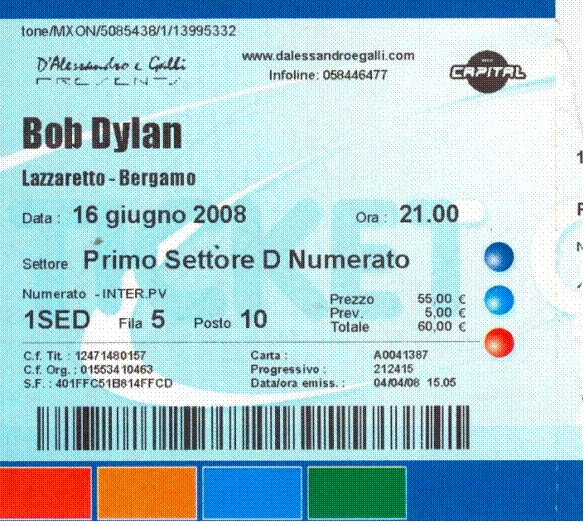 tone/MXON/5085438/1/13995332
D'Alessandro e Galli
PRESENTS
www.dalessandroegalli.com
Infoline: 058446477
CAPITAL
Bob Dylan
Lazzaretto - Bergamo
Data : 16 giugno 2008 Ora : 21.00
Settore Primo Settore D Numerato
Numerato - INTER.PV
1SED Fila 5 Posto 10
Prezzo 55,00 €
Prev. 5,00 €
Totale 60,00 €
C.f. Tit. : 12471480157
C.f. Org. : 01553410463
S.F. : 401FFC51B814FFCD
Carta : A0041387
Progressivo : 212415
Data/ora emiss. : 04/04/08 15.05